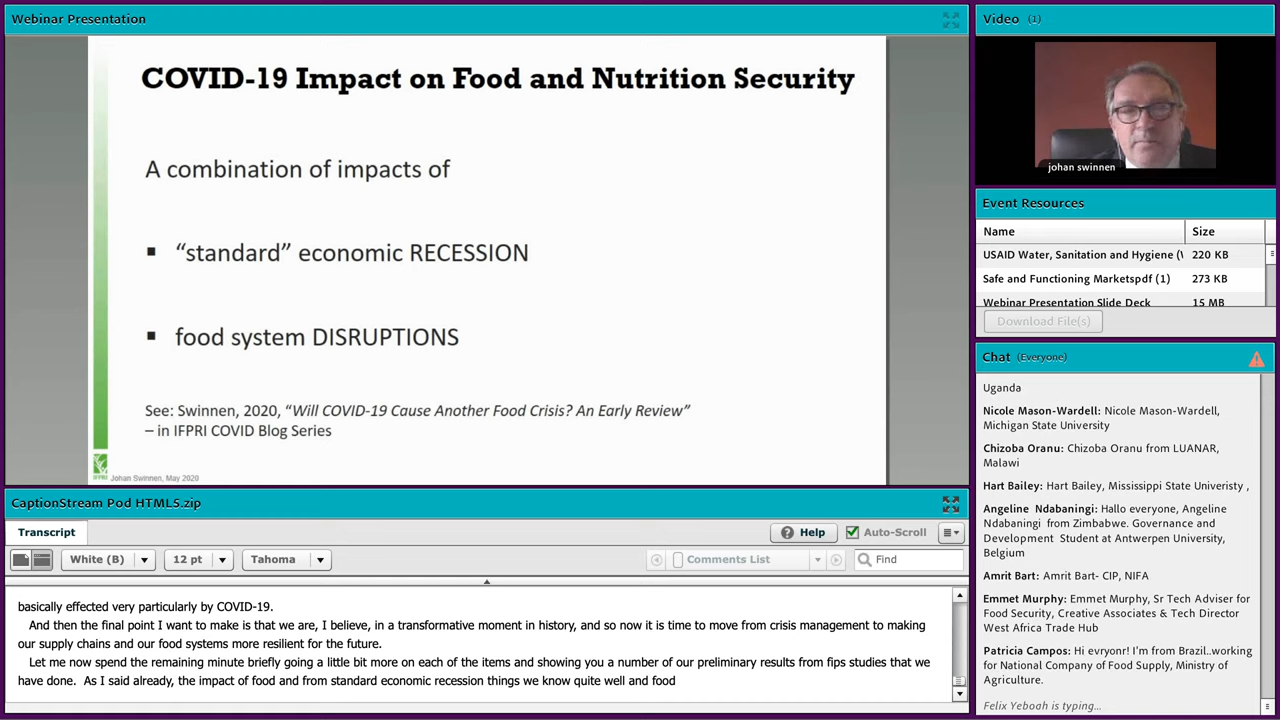 Webinar Presentation
COVID-19 Impact on Food and Nutrition Security
A combination of impacts of
▪ “standard” economic RECESSION
▪ food system DISRUPTIONS
See: Swinnen, 2020, “Will COVID-19 Cause Another Food Crisis? An Early Review”
– in IFPRI COVID Blog Series
IFPRI
Johan Swinnen, May 2020
CaptionStream Pod HTML5.zip
Transcript
Help
Auto-Scroll
White (B)
12 pt
Tahoma
Comments List
Find
basically effected very particularly by COVID-19.
And then the final point I want to make is that we are, I believe, in a transformative moment in history, and so now it is time to move from crisis management to making
our supply chains and our food systems more resilient for the future.
Let me now spend the remaining minute briefly going a little bit more on each of the items and showing you a number of our preliminary results from fips studies that we
have done. As I said already, the impact of food and from standard economic recession things we know quite well and food
Video (1)
johan swinnen
Event Resources
Name Size
USAID Water, Sanitation and Hygiene (\ 220 KB
Safe and Functioning Marketspdf (1) 273 KB
Webinar Presentation Slide Deck 15 MB
Download File(s)
Chat (Everyone)
Uganda
Nicole Mason-Wardell: Nicole Mason-Wardell,
Michigan State University
Chizoba Oranu: Chizoba Oranu from LUANAR,
Malawi
Hart Bailey: Hart Bailey, Mississippi State Univeristy ,
Angeline Ndabaningi: Hallo everyone, Angeline
Ndabaningi from Zimbabwe. Governance and
Development Student at Antwerpen University,
Belgium
Amrit Bart: Amrit Bart- CIP, NIFA
Emmet Murphy: Emmet Murphy, Sr Tech Adviser for
Food Security, Creative Associates & Tech Director
West Africa Trade Hub
Patricia Campos: Hi evryonr! I'm from Brazil..working
for National Company of Food Supply, Ministry of
Agriculture.
Felix Yeboah is typing...